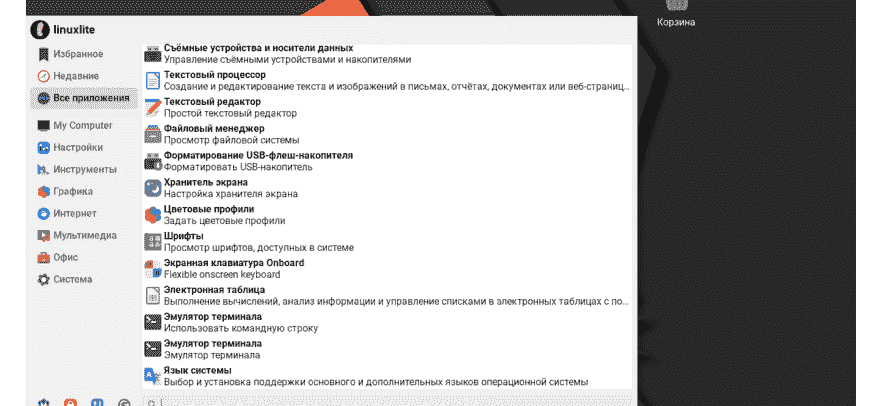 Корзина
linuxlite
Избранное
Недавние
Все приложения
My Computer
Настройки
Инструменты
Графика
Интернет
Мультимедиа
Офис
Система
Съёмные устройства и носители данных
Управление съёмными устройствами и накопителями
Текстовый процессор
Создание и редактирование текста и изображений в письмах, отчётах, документах или веб-страниц...
Текстовый редактор
Простой текстовый редактор
Файловый менеджер
Просмотр файловой системы
Форматирование USB-флеш-накопителя
Форматировать USB-накопитель
Хранитель экрана
Настройка хранителя экрана
Цветовые профили
Задать цветовые профили
Шрифты
Просмотр шрифтов, доступных в системе
Экранная клавиатура Onboard
Flexible onscreen keyboard
Электронная таблица
Выполнение вычислений, анализ информации и управление списками в электронных таблицах с по...
Эмулятор терминала
Использовать командную строку
Эмулятор терминала
Эмулятор терминала
Язык системы
Выбор и установка поддержки основного и дополнительных языков операционной системы